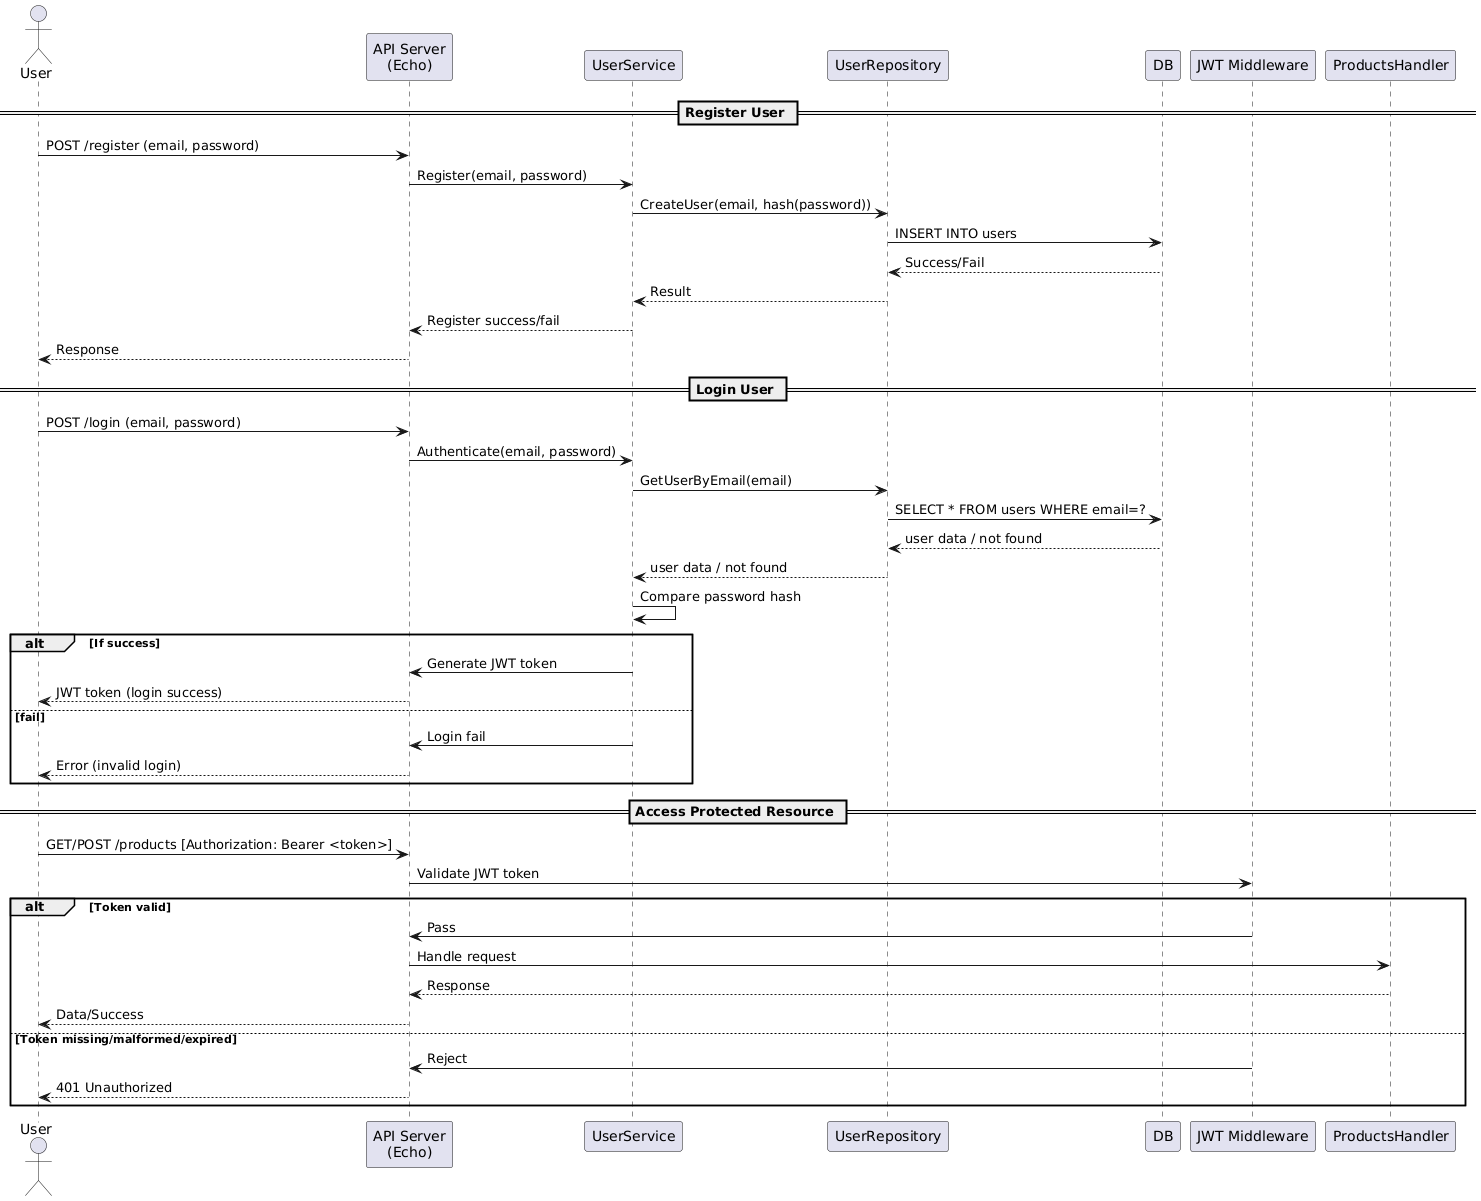 User
API Server
(Echo)
UserService
UserRepository
DB
JWT Middleware
ProductsHandler
Register User
POST /register (email, password)
Register(email, password)
CreateUser(email, hash(password))
INSERT INTO users
Success/Fail
Result
Register success/fail
Response
Login User
POST /login (email, password)
Authenticate(email, password)
GetUserByEmail(email)
SELECT * FROM users WHERE email=?
user data / not found
user data / not found
Compare password hash
alt [If success]
Generate JWT token
JWT token (login success)
[fail]
Login fail
Error (invalid login)
Access Protected Resource
GET/POST /products [Authorization: Bearer <token>]
Validate JWT token
alt [Token valid]
Pass
Handle request
Response
Data/Success
[Token missing/malformed/expired]
Reject
401 Unauthorized
User
API Server
(Echo)
UserService
UserRepository
DB
JWT Middleware
ProductsHandler